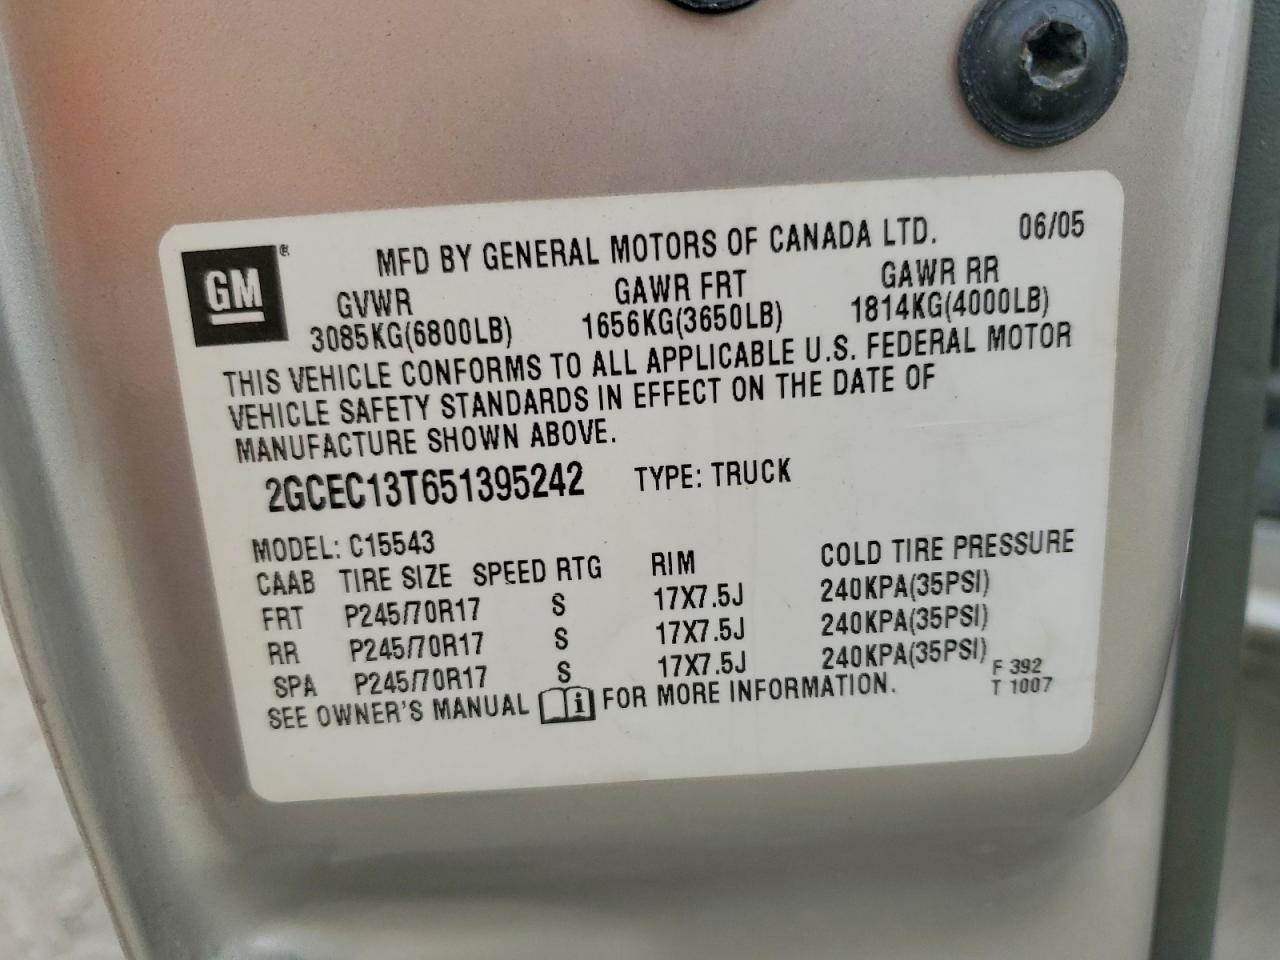 GM®
MFD BY GENERAL MOTORS OF CANADA LTD. 06/05
GVWR GAWR FRT GAWR RR
3085KG(6800LB) 1656KG(3650LB) 1814KG(4000LB)
THIS VEHICLE CONFORMS TO ALL APPLICABLE U.S. FEDERAL MOTOR
VEHICLE SAFETY STANDARDS IN EFFECT ON THE DATE OF
MANUFACTURE SHOWN ABOVE.
2GCEC13T651395242 TYPE: TRUCK
MODEL: C15543
CAAB TIRE SIZE SPEED RTG RIM COLD TIRE PRESSURE
FRT P245/70R17 S 17X7.5J 240KPA(35PSI)
RR P245/70R17 S 17X7.5J 240KPA(35PSI)
SPA P245/70R17 S 17X7.5J 240KPA(35PSI)
SEE OWNER'S MANUAL i FOR MORE INFORMATION.
F 392
T 1007